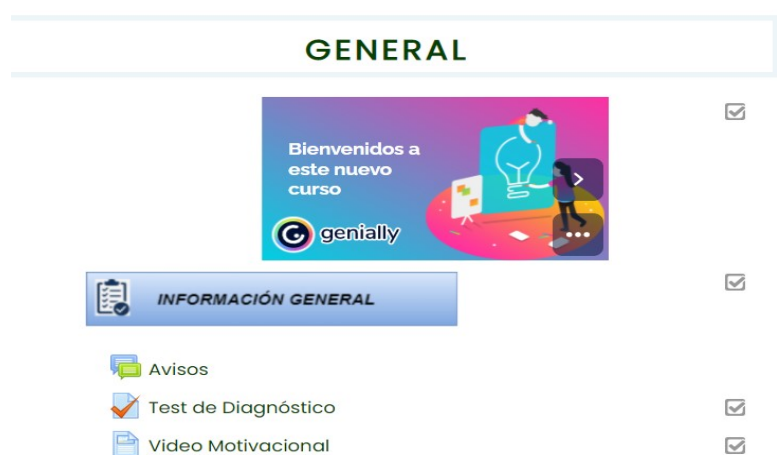 GENERAL
Bienvenidos a
este nuevo
curso
genially
INFORMACIÓN GENERAL
Avisos
Test de Diagnóstico
Video Motivacional